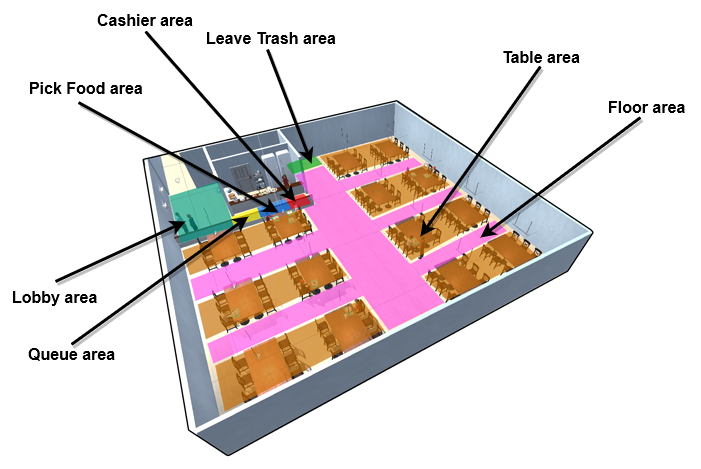 Cashier area
Leave Trash area
Table area
Pick Food area
Floor area
Lobby area
Queue area